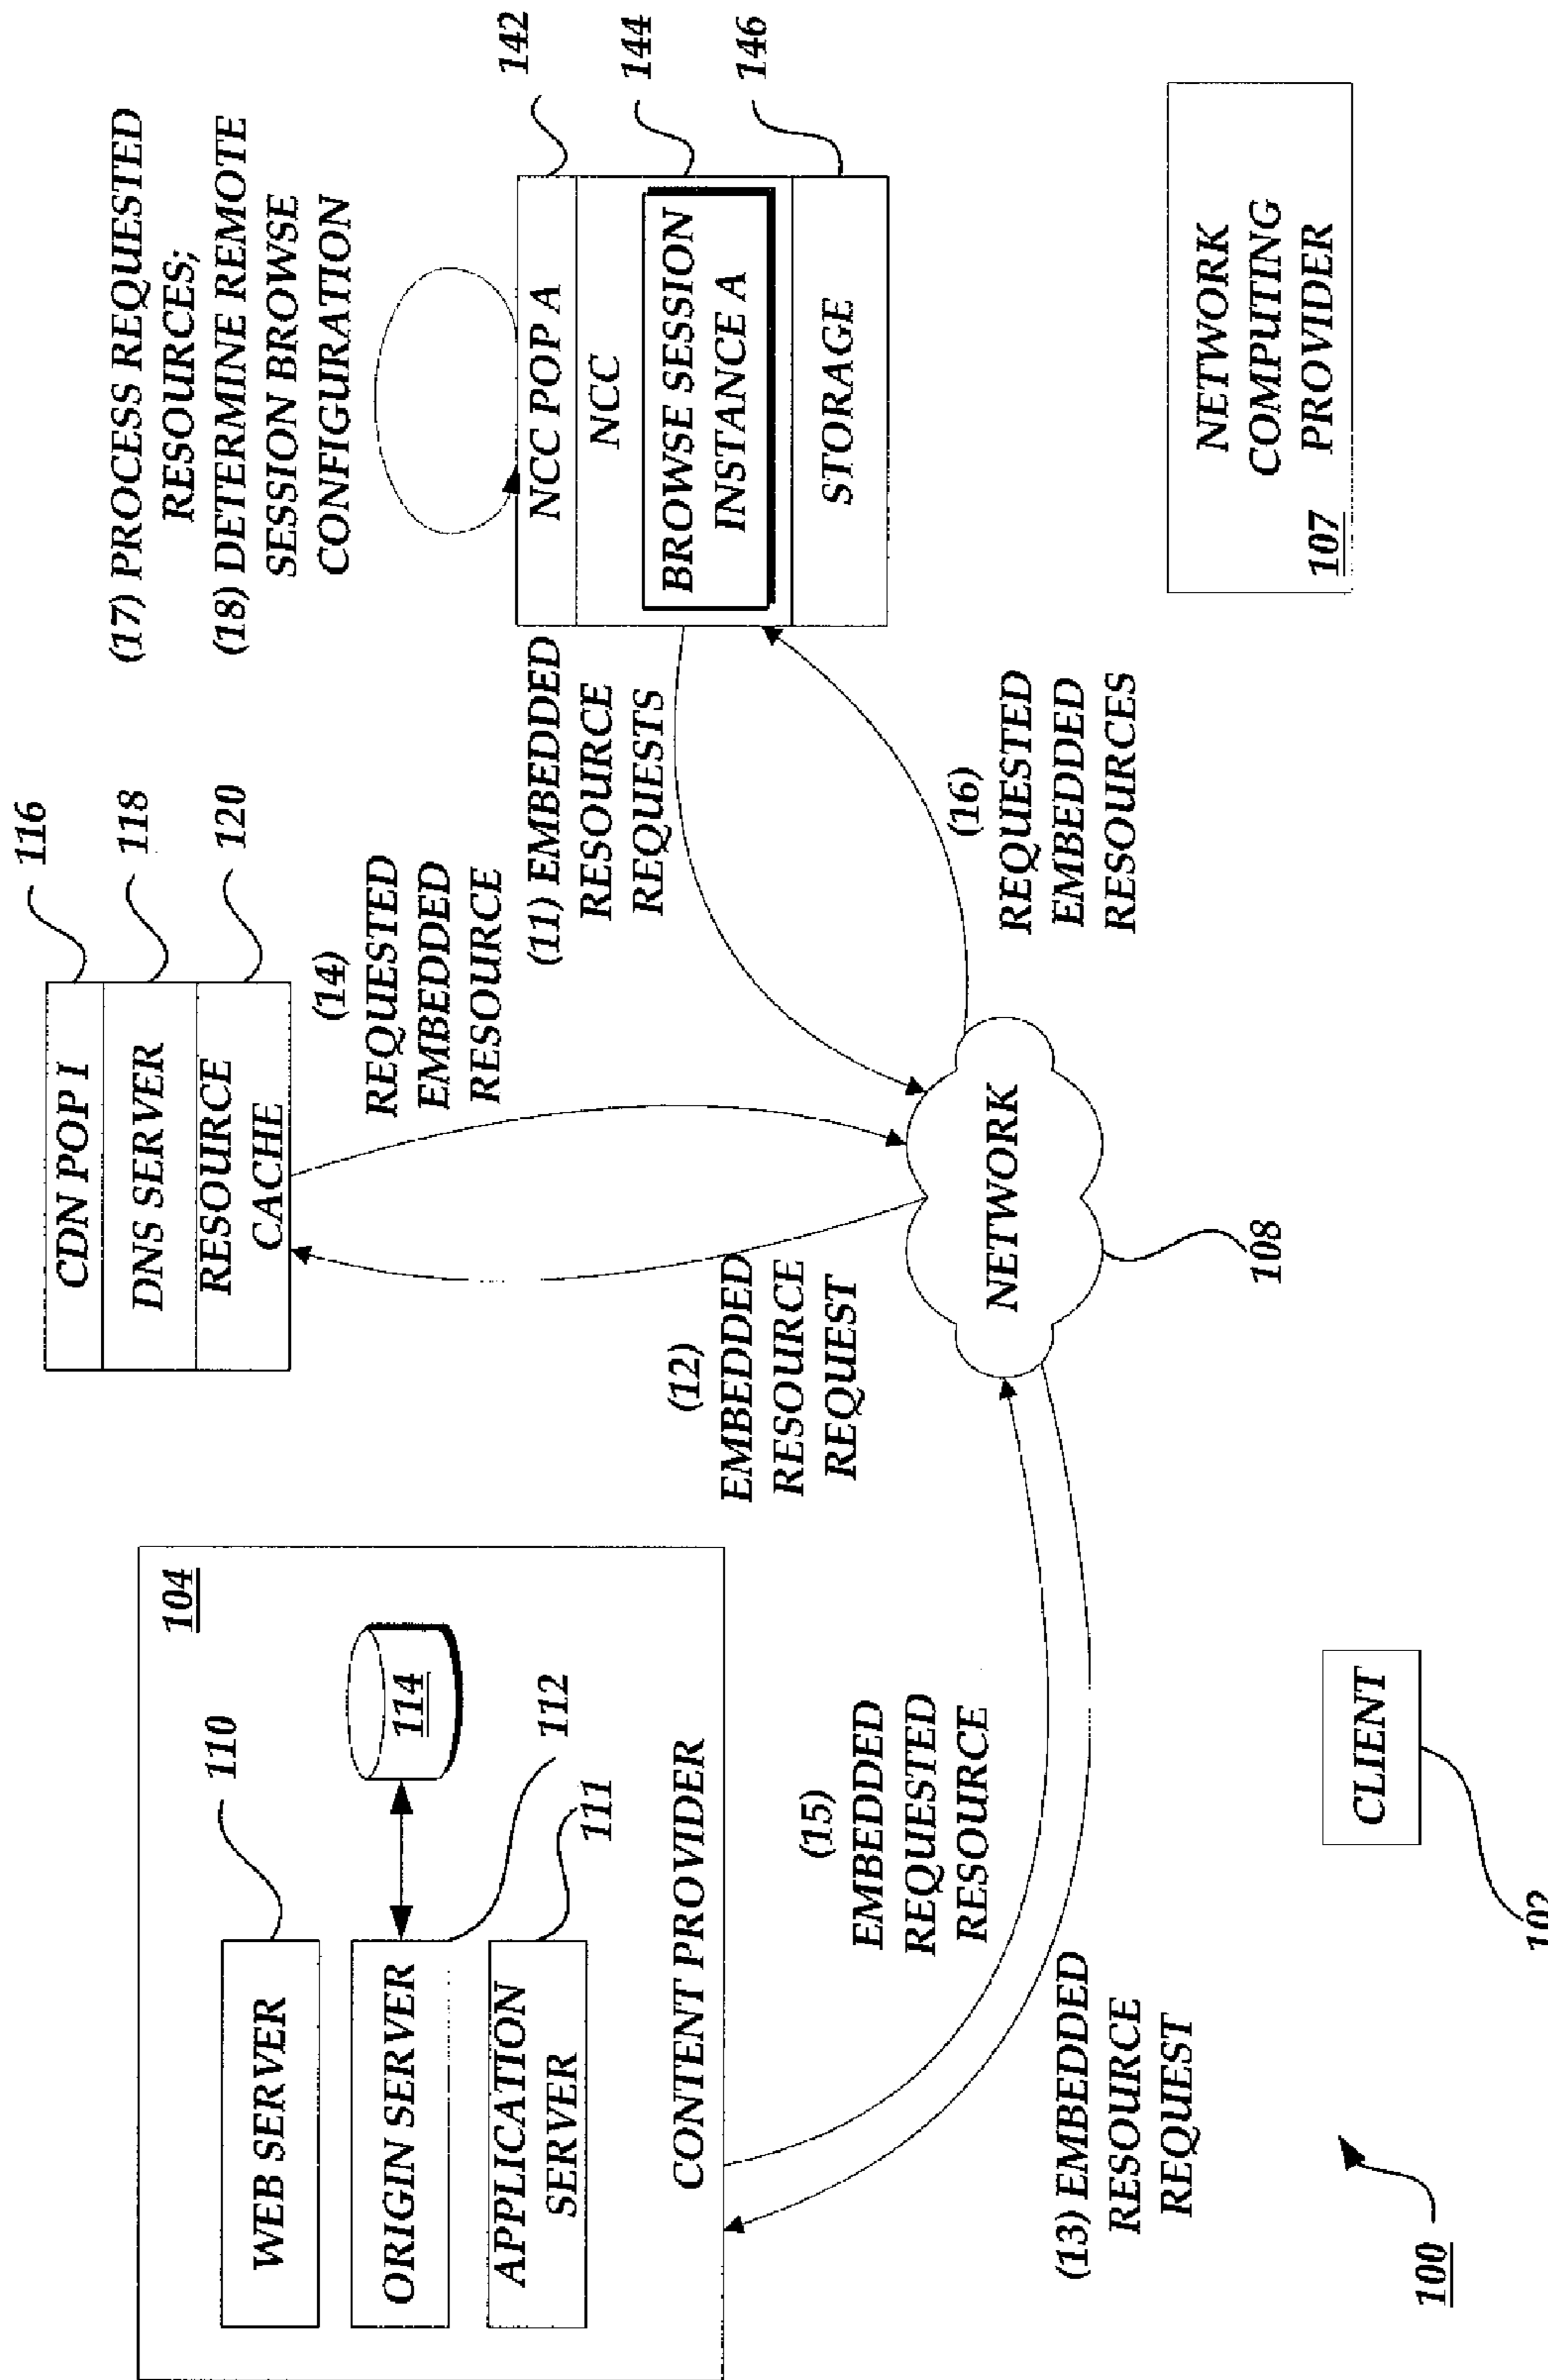 104
110
WEB SERVER
ORIGIN SERVER
114
112
APPLICATION
SERVER
111
CONTENT PROVIDER
CDN POP 1
DNS SERVER
RESOURCE
CACHE
116
118
120
(17) PROCESS REQUESTED
RESOURCES;
(18) DETERMINE REMOTE
SESSION BROWSE
CONFIGURATION
NCC POP A
NCC
BROWSE SESSION
INSTANCE A
STORAGE
142
144
146
(14)
REQUESTED
EMBEDDED
RESOURCE
(11) EMBEDDED
RESOURCE
REQUESTS
(12)
EMBEDDED
RESOURCE
REQUEST
(16)
REQUESTED
EMBEDDED
RESOURCES
NETWORK
108
(15)
EMBEDDED
REQUESTED
RESOURCE
(13) EMBEDDED
RESOURCE
REQUEST
CLIENT
102
NETWORK
COMPUTING
PROVIDER
107
100